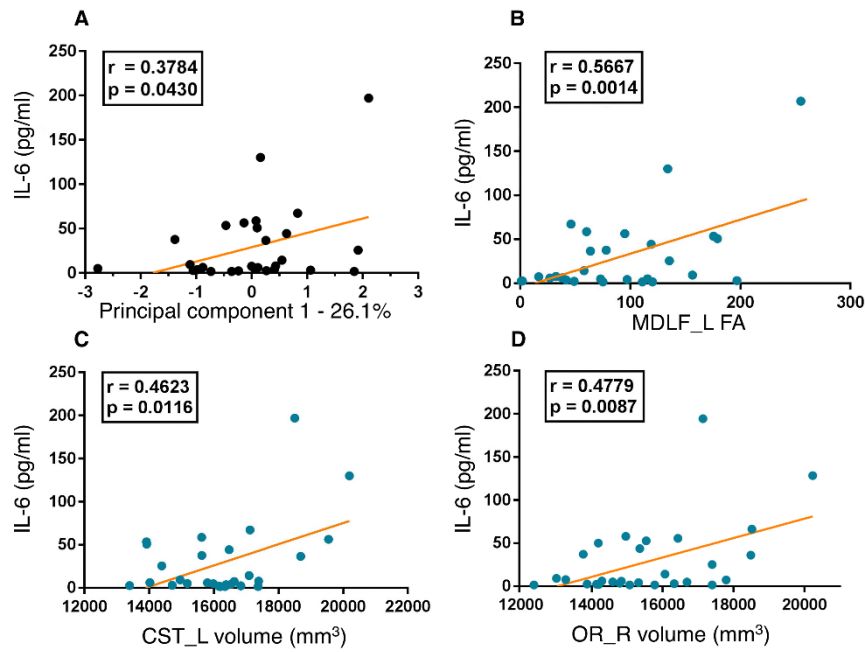 A
r = 0.3784
p = 0.0430
IL-6 (pg/ml)
250
200
150
100
50
0
-3 -2 -1 0 1 2 3
Principal component 1 - 26.1%
B
r = 0.5667
p = 0.0014
IL-6 (pg/ml)
250
200
150
100
50
0
0 100 200 300
MDLF_L FA
C
r = 0.4623
p = 0.0116
IL-6 (pg/ml)
250
200
150
100
50
0
12000 14000 16000 18000 20000 22000
CST_L volume (mm³)
D
r = 0.4779
p = 0.0087
IL-6 (pg/ml)
250
200
150
100
50
0
12000 14000 16000 18000 20000
OR_R volume (mm³)